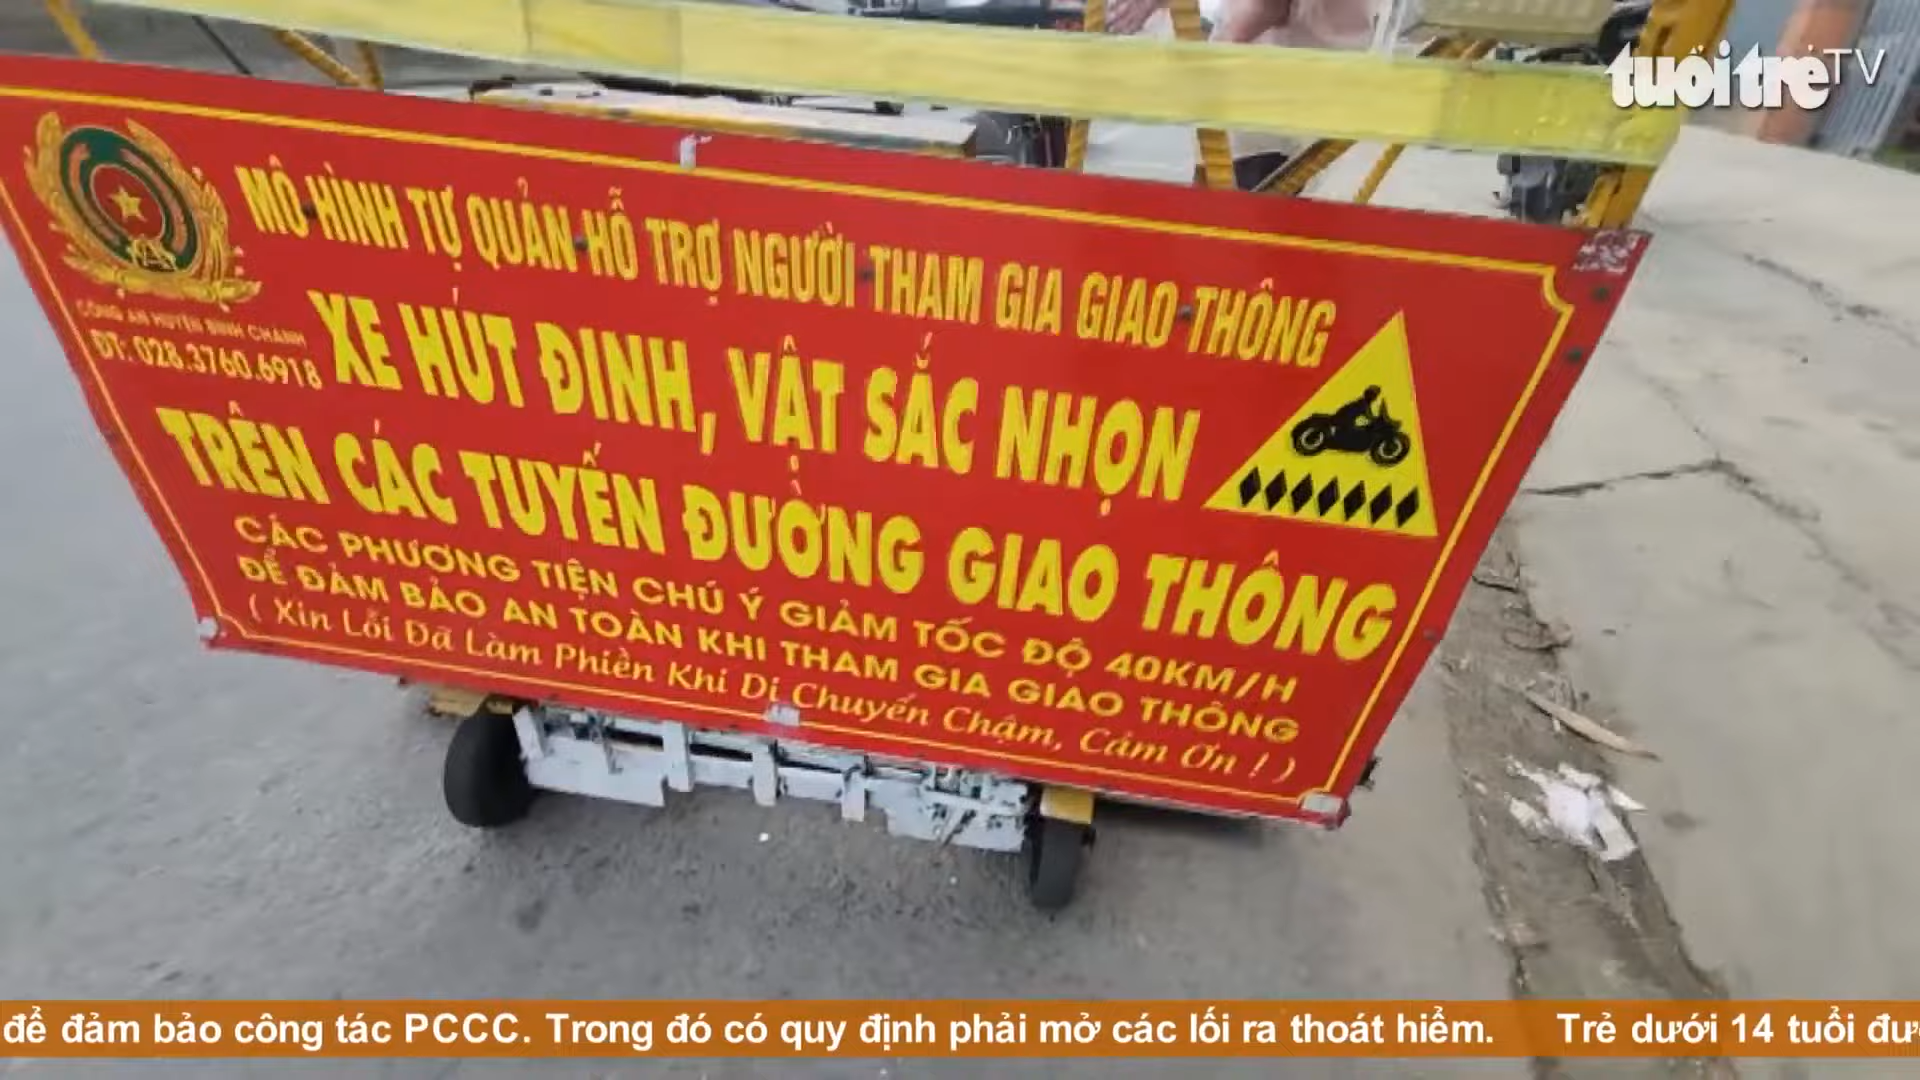 tuổi trẻ TV
MÔ HÌNH TỰ QUẢN HỖ TRỢ NGƯỜI THAM GIA GIAO THÔNG
CÔNG AN HUYỆN BÌNH CHÁNH
ĐT: 028.3760.6918
XE HÚT ĐINH, VẬT SẮC NHỌN
TRÊN CÁC TUYẾN ĐƯỜNG GIAO THÔNG
CÁC PHƯƠNG TIỆN CHÚ Ý GIẢM TỐC ĐỘ 40KM/H
ĐỂ ĐẢM BẢO AN TOÀN KHI THAM GIA GIAO THÔNG
( Xin Lỗi Đã Làm Phiền Khi Di Chuyển Chậm, Cảm Ơn ! )
để đảm bảo công tác PCCC. Trong đó có quy định phải mở các lối ra thoát hiểm. Trẻ dưới 14 tuổi đư